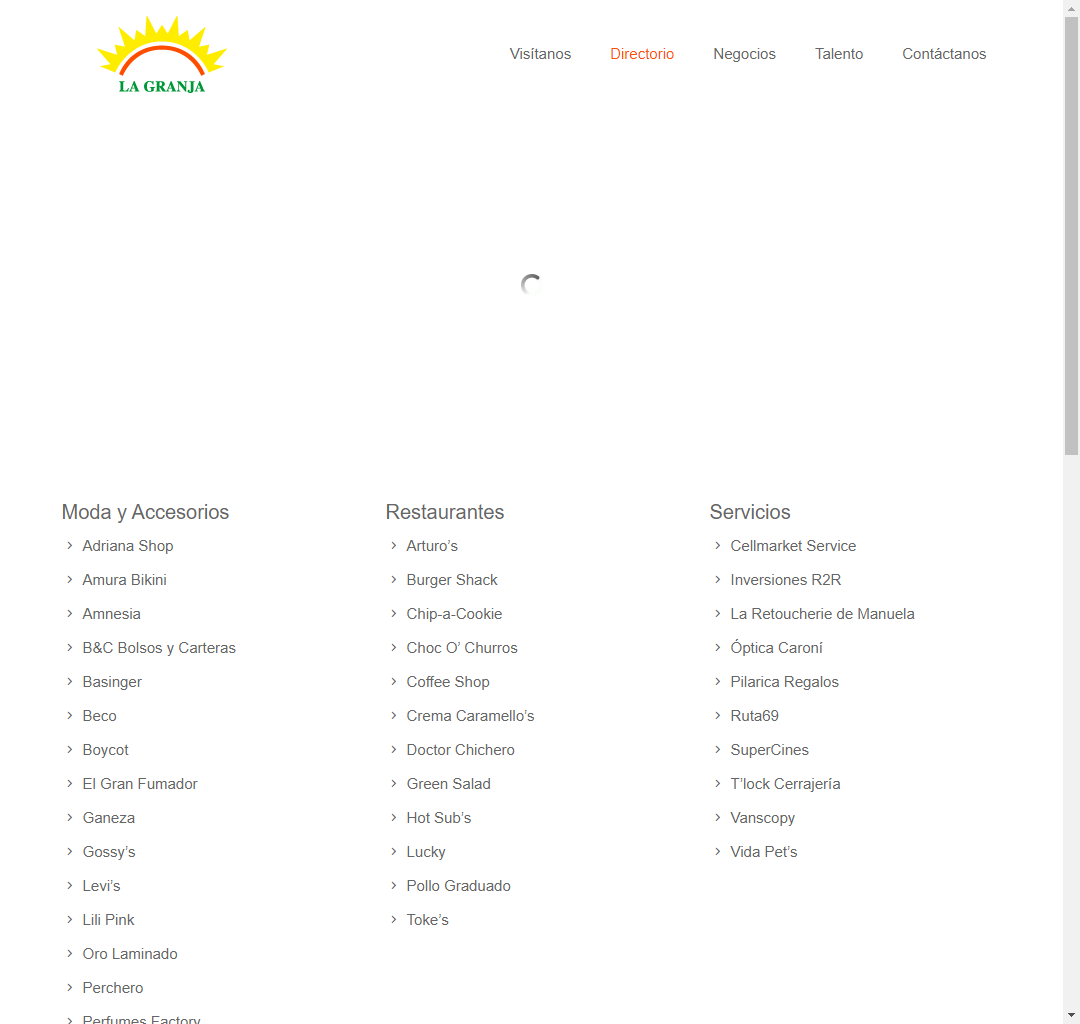 LA GRANJA
Visítanos
Directorio
Negocios
Talento
Contáctanos
Moda y Accesorios
Adriana Shop
Amura Bikini
Amnesia
B&C Bolsos y Carteras
Basinger
Beco
Boycot
El Gran Fumador
Ganeza
Gossy’s
Levi’s
Lili Pink
Oro Laminado
Perchero
Perfumes Factory
Restaurantes
Arturo’s
Burger Shack
Chip-a-Cookie
Choc O’ Churros
Coffee Shop
Crema Caramello’s
Doctor Chichero
Green Salad
Hot Sub’s
Lucky
Pollo Graduado
Toke’s
Servicios
Cellmarket Service
Inversiones R2R
La Retoucherie de Manuela
Óptica Caroní
Pilarica Regalos
Ruta69
SuperCines
T’lock Cerrajería
Vanscopy
Vida Pet’s